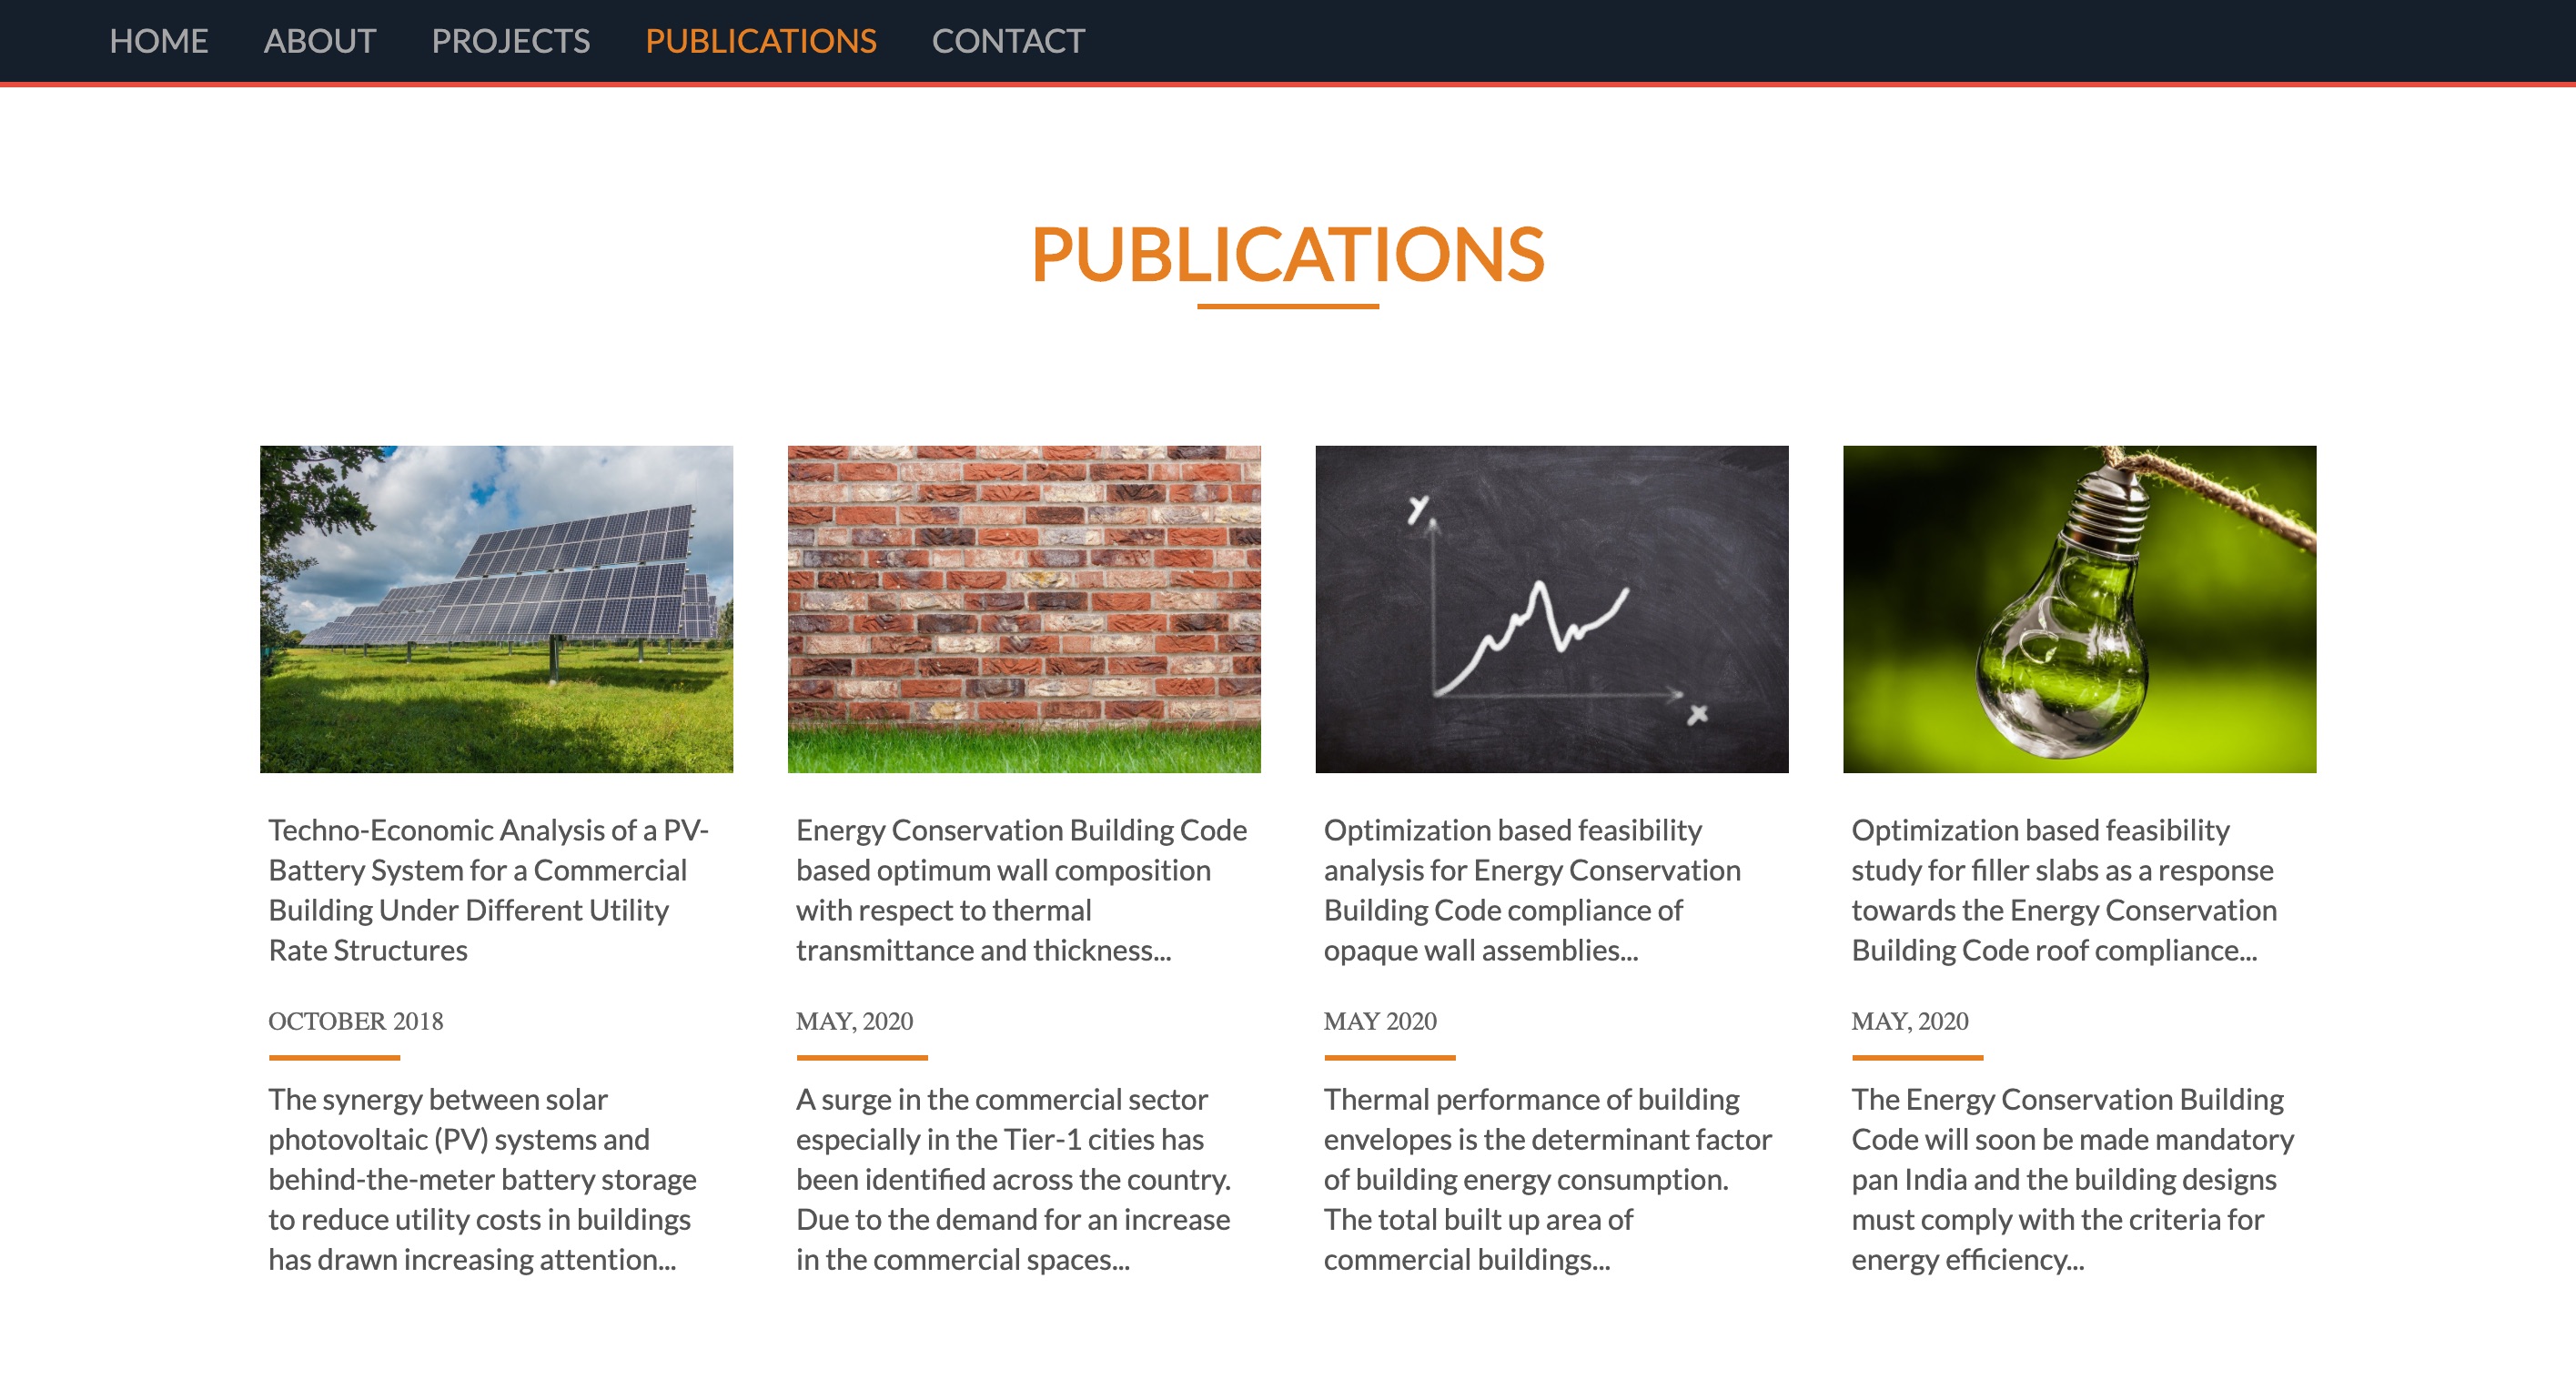 HOME ABOUT PROJECTS PUBLICATIONS CONTACT
PUBLICATIONS
y
x
Techno-Economic Analysis of a PV-
Battery System for a Commercial
Building Under Different Utility
Rate Structures
OCTOBER 2018
The synergy between solar
photovoltaic (PV) systems and
behind-the-meter battery storage
to reduce utility costs in buildings
has drawn increasing attention...
Energy Conservation Building Code
based optimum wall composition
with respect to thermal
transmittance and thickness...
MAY, 2020
A surge in the commercial sector
especially in the Tier-1 cities has
been identified across the country.
Due to the demand for an increase
in the commercial spaces...
Optimization based feasibility
analysis for Energy Conservation
Building Code compliance of
opaque wall assemblies...
MAY 2020
Thermal performance of building
envelopes is the determinant factor
of building energy consumption.
The total built up area of
commercial buildings...
Optimization based feasibility
study for filler slabs as a response
towards the Energy Conservation
Building Code roof compliance...
MAY, 2020
The Energy Conservation Building
Code will soon be made mandatory
pan India and the building designs
must comply with the criteria for
energy efficiency...